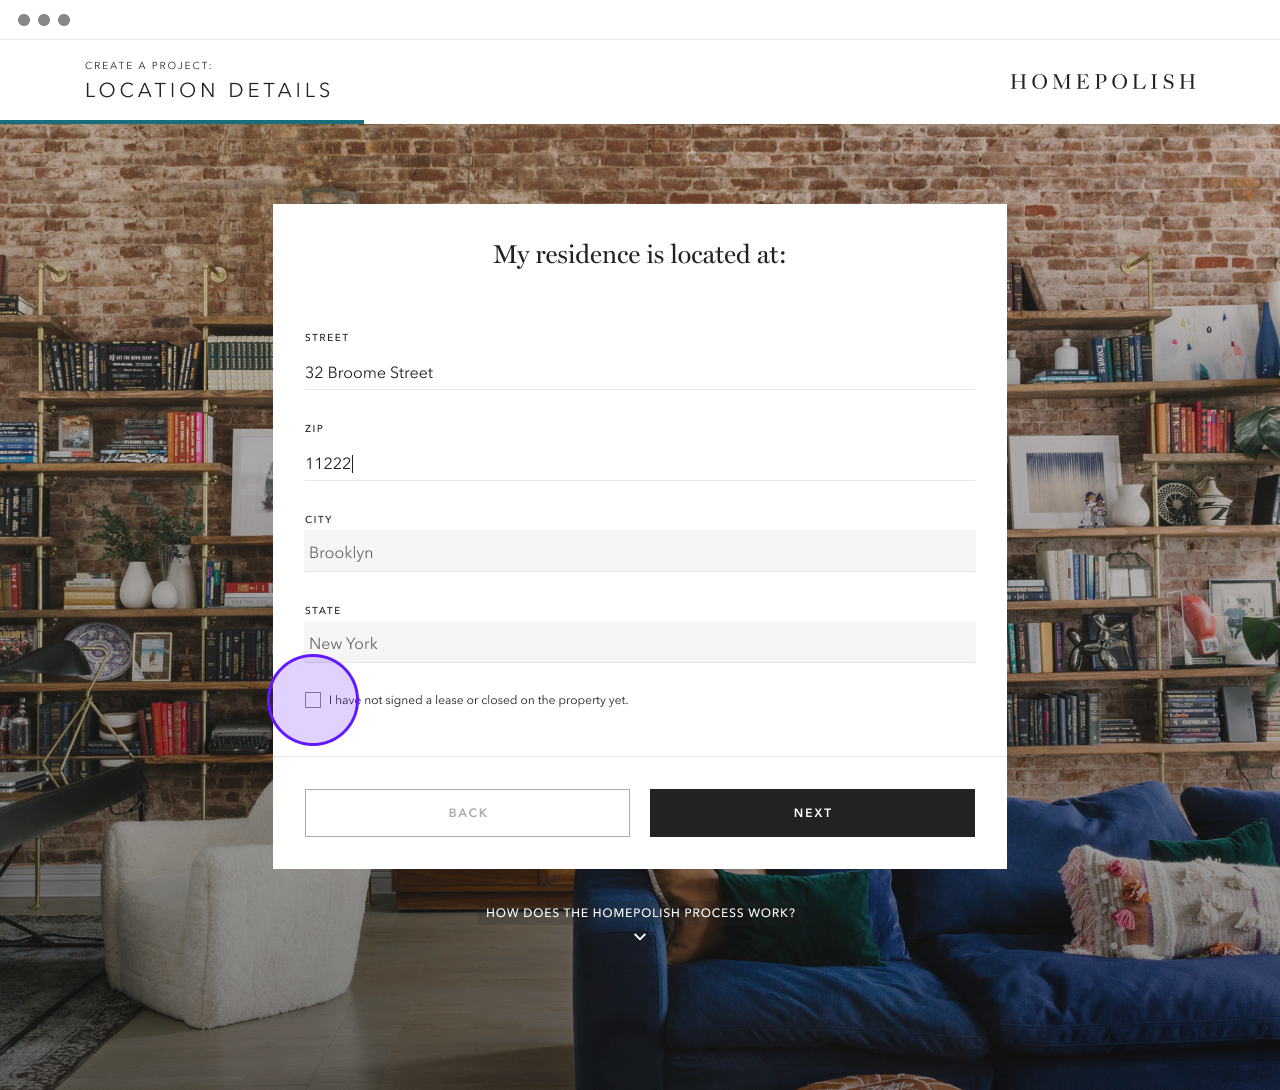 CREATE A PROJECT:
LOCATION DETAILS
HOMEPOLISH
My residence is located at:
STREET
32 Broome Street
ZIP
11222
CITY
Brooklyn
STATE
New York
I have not signed a lease or closed on the property yet.
BACK
NEXT
HOW DOES THE HOMEPOLISH PROCESS WORK?